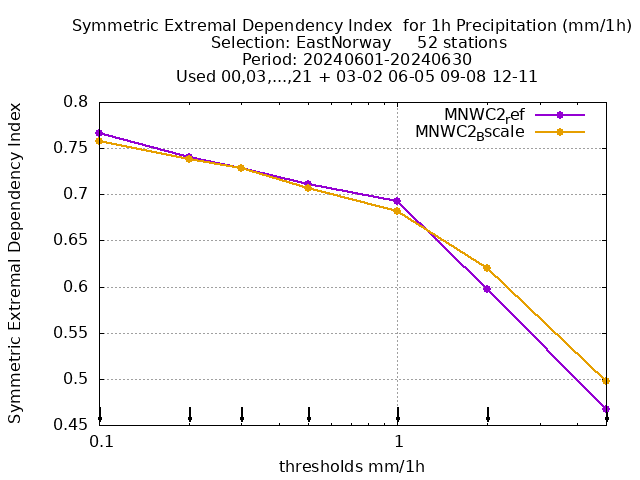 Symmetric Extremal Dependency Index  for 1h Precipitation (mm/1h)
Selection: EastNorway     52 stations
Period: 20240601-20240630
Used 00,03,...,21 + 03-02 06-05 09-08 12-11
MNWC2ref
MNWC2Bscale
Symmetric Extremal Dependency Index
0.8
0.75
0.7
0.65
0.6
0.55
0.5
0.45
0.1
1
thresholds mm/1h